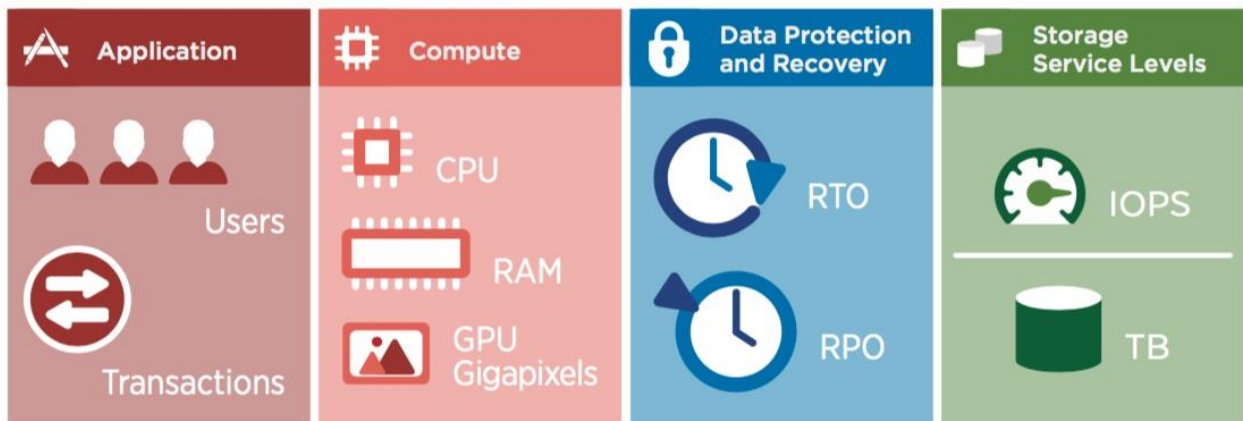 Application
Users
Transactions
Compute
CPU
RAM
GPU
Gigapixels
Data Protection
and Recovery
RTO
RPO
Storage
Service Levels
IOPS
TB